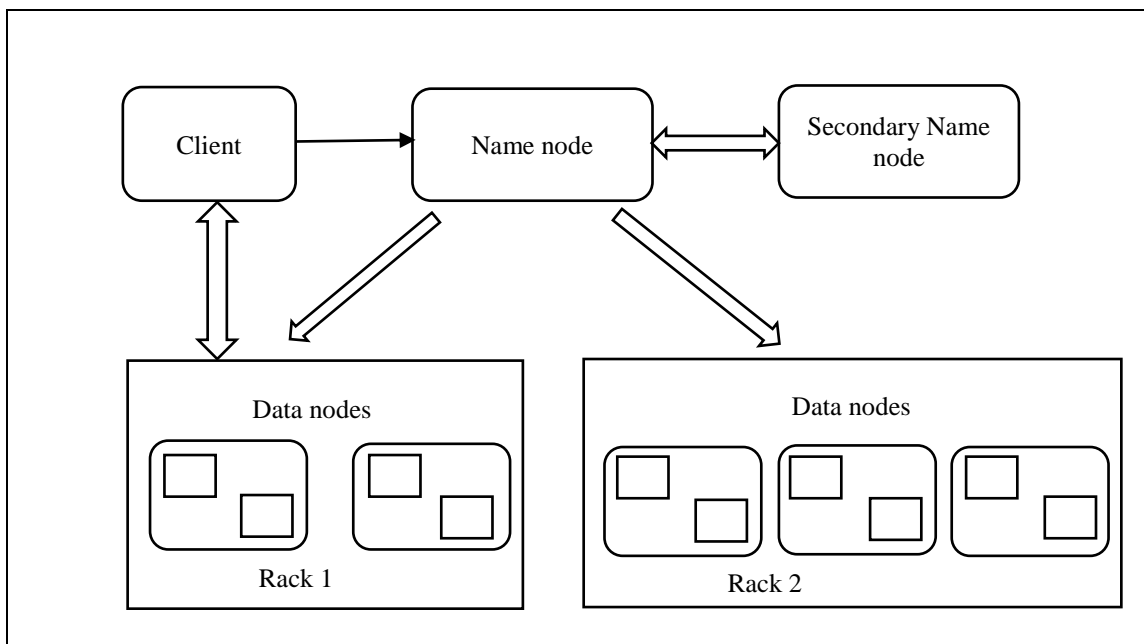 Client
Name node
Secondary Name
node
Data nodes
Rack 1
Data nodes
Rack 2